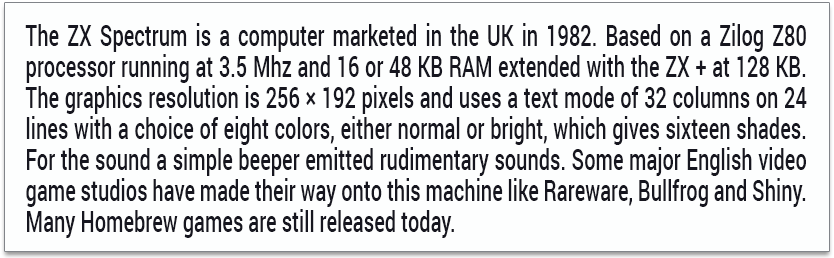 The ZX Spectrum is a computer marketed in the UK in 1982. Based on a Zilog Z80
processor running at 3.5 Mhz and 16 or 48 KB RAM extended with the ZX + at 128 KB.
The graphics resolution is 256 × 192 pixels and uses a text mode of 32 columns on 24
lines with a choice of eight colors, either normal or bright, which gives sixteen shades.
For the sound a simple beeper emitted rudimentary sounds. Some major English video
game studios have made their way onto this machine like Rareware, Bullfrog and Shiny.
Many Homebrew games are still released today.